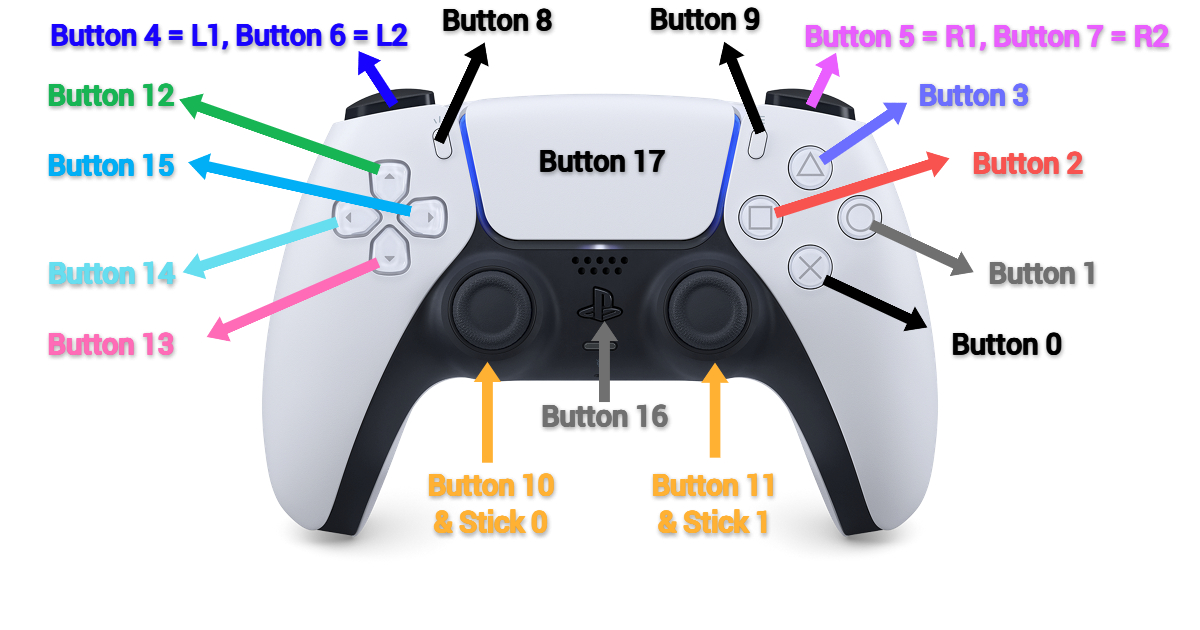 Button 4 = L1, Button 6 = L2
Button 8
Button 9
Button 5 = R1, Button 7 = R2
Button 12
Button 3
Button 15
Button 17
Button 2
Button 14
Button 1
Button 13
Button 0
Button 16
Button 10
& Stick 0
Button 11
& Stick 1